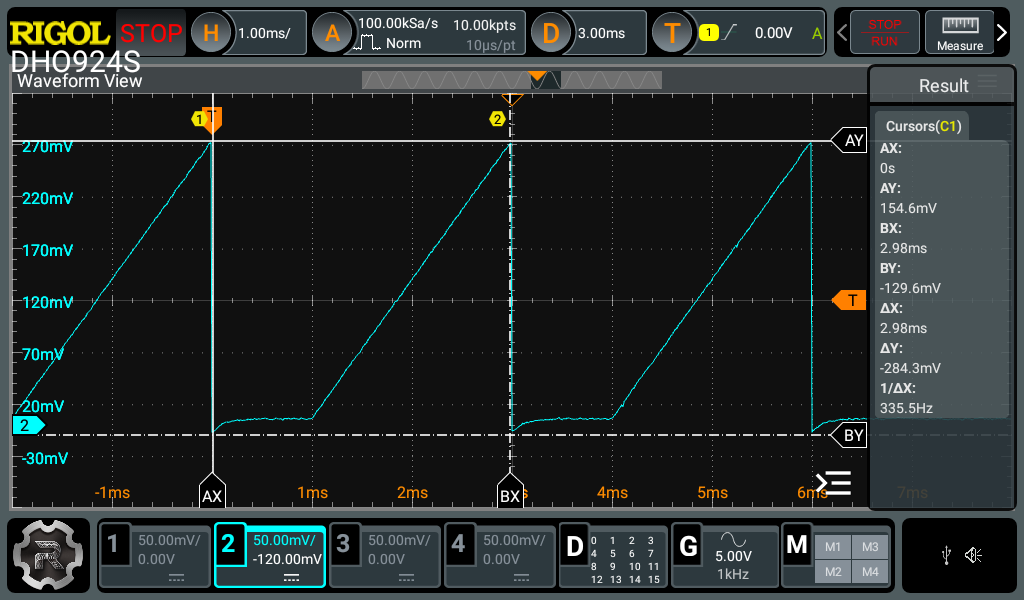 RIGOL STOP H 1.00ms/ A 100.00kSa/s 10.00kpts D 3.00ms T 1 0.00V A STOP Measure
Norm 10µs/pt RUN
DHO924S
Waveform View
Result
Cursors(C1)
AX:
0s
AY:
154.6mV
BX:
2.98ms
BY:
-129.6mV
ΔX:
2.98ms
ΔY:
-284.3mV
1/ΔX:
335.5Hz
1 T 2
270mV AY
220mV
170mV
120mV T
70mV
20mV
2
BY
-30mV
-1ms AX 1ms 2ms BX s 4ms 5ms 6ms 7ms
1 50.00mV/ 0.00V
2 50.00mV/ -120.00mV
3 50.00mV/ 0.00V
4 50.00mV/ 0.00V
D
0 1 2 3
4 5 6 7
8 9 10 11
12 13 14 15
G 5.00V 1kHz
M M1 M3
M2 M4
R